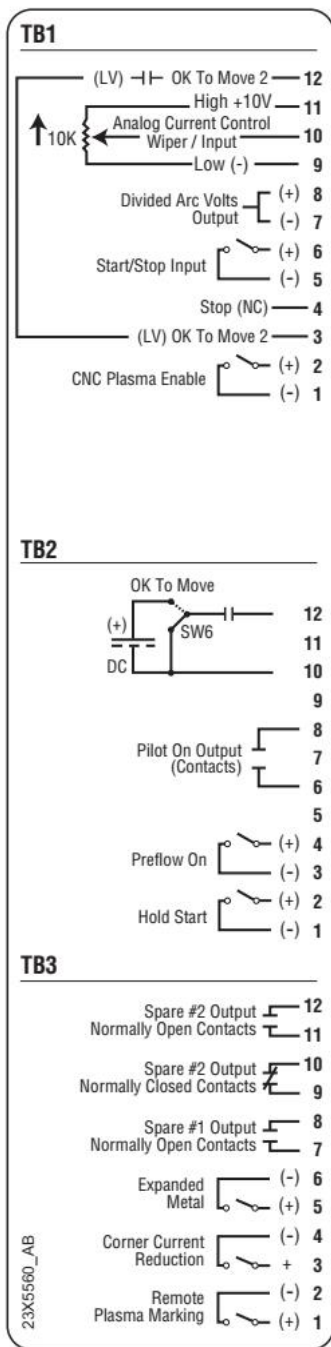 TB1
(LV) OK To Move 2 12
High +10V 11
10K Analog Current Control
Wiper / Input 10
Low (-) 9
Divided Arc Volts (+) 8
Output (-) 7
(+) 6
Start/Stop Input (-) 5
Stop (NC) 4
(LV) OK To Move 2 3
(+) 2
CNC Plasma Enable (-) 1
TB2
OK To Move
(+) SW6 12
11
DC 10
9
8
Pilot On Output 7
(Contacts) 6
5
(+) 4
Preflow On (-) 3
(+) 2
Hold Start (-) 1
TB3
Spare #2 Output 12
Normally Open Contacts 11
Spare #2 Output 10
Normally Closed Contacts 9
Spare #1 Output 8
Normally Open Contacts 7
Expanded (-) 6
Metal (+) 5
Corner Current (-) 4
Reduction + 3
Remote (-) 2
Plasma Marking (+) 1
23X5560_AB